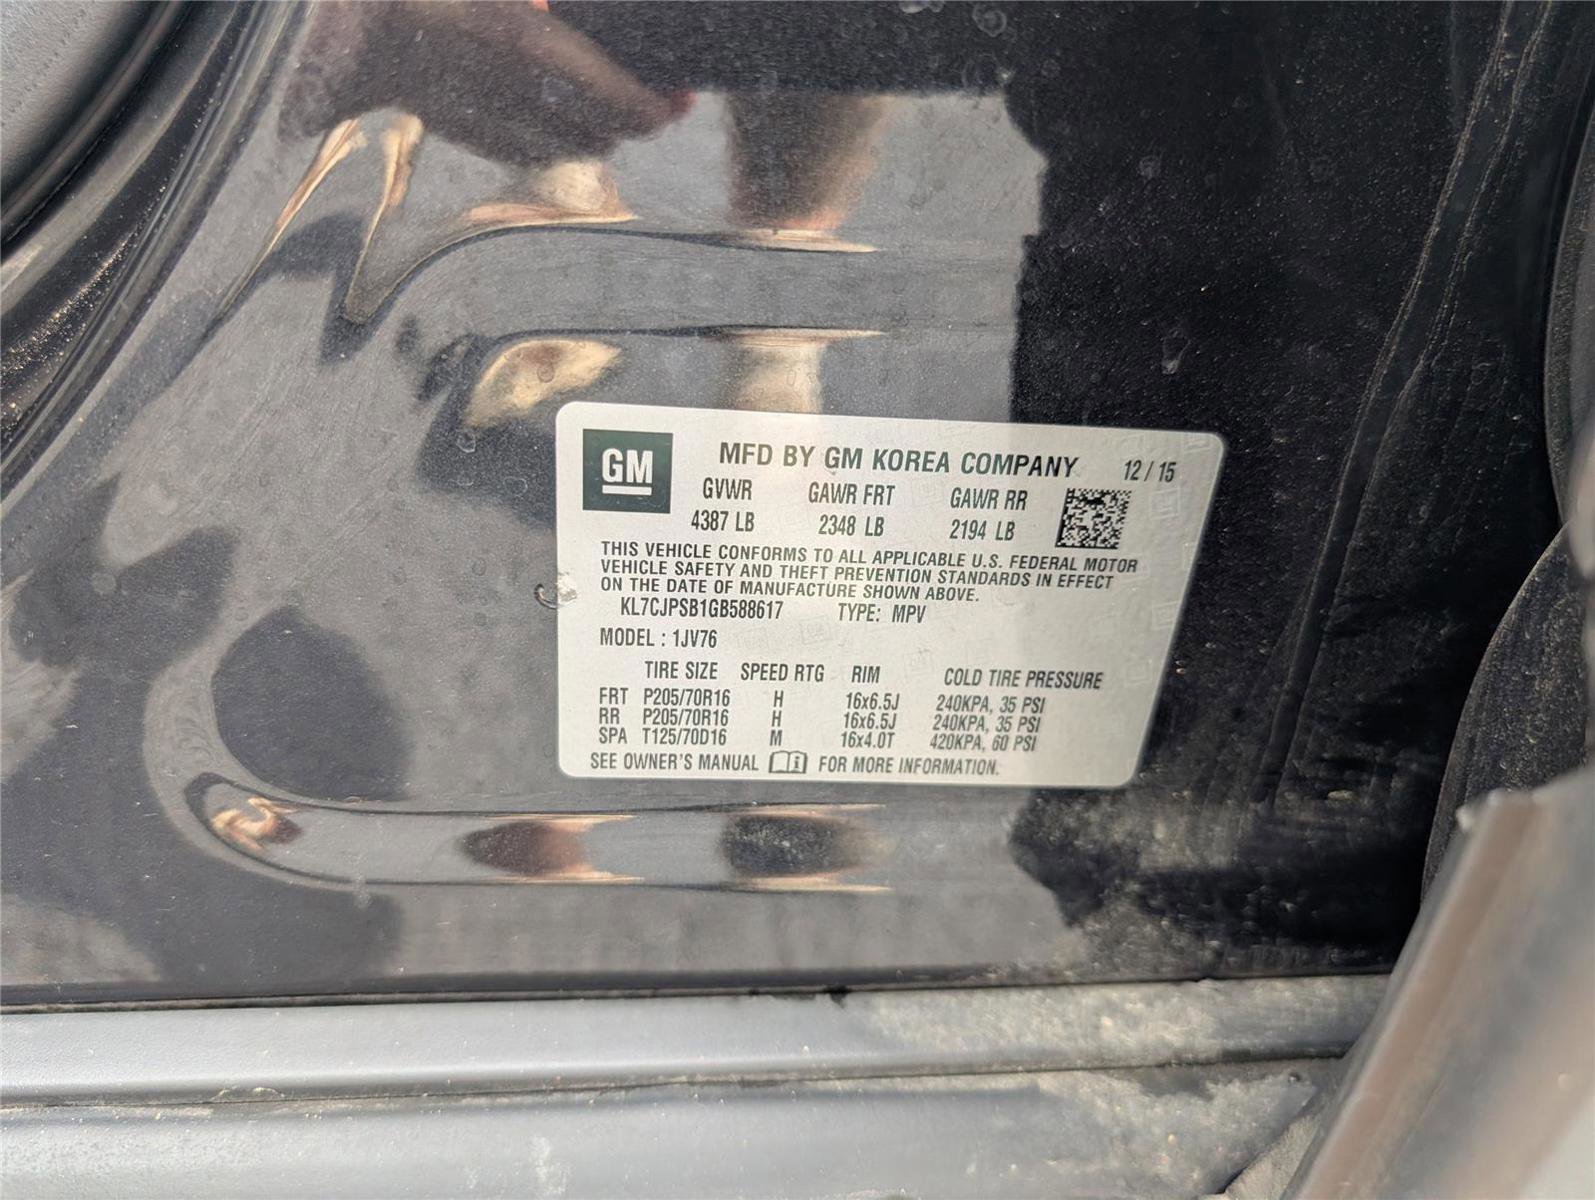 GM
MFD BY GM KOREA COMPANY 12/15
GVWR GAWR FRT GAWR RR
4387 LB 2348 LB 2194 LB
THIS VEHICLE CONFORMS TO ALL APPLICABLE U.S. FEDERAL MOTOR
VEHICLE SAFETY AND THEFT PREVENTION STANDARDS IN EFFECT
ON THE DATE OF MANUFACTURE SHOWN ABOVE.
KL7CJPSB1GB588617 TYPE: MPV
MODEL : 1JV76
TIRE SIZE SPEED RTG RIM COLD TIRE PRESSURE
FRT P205/70R16 H 16x6.5J 240KPA, 35 PSI
RR P205/70R16 H 16x6.5J 240KPA, 35 PSI
SPA T125/70D16 M 16x4.0T 420KPA, 60 PSI
SEE OWNER'S MANUAL i FOR MORE INFORMATION.